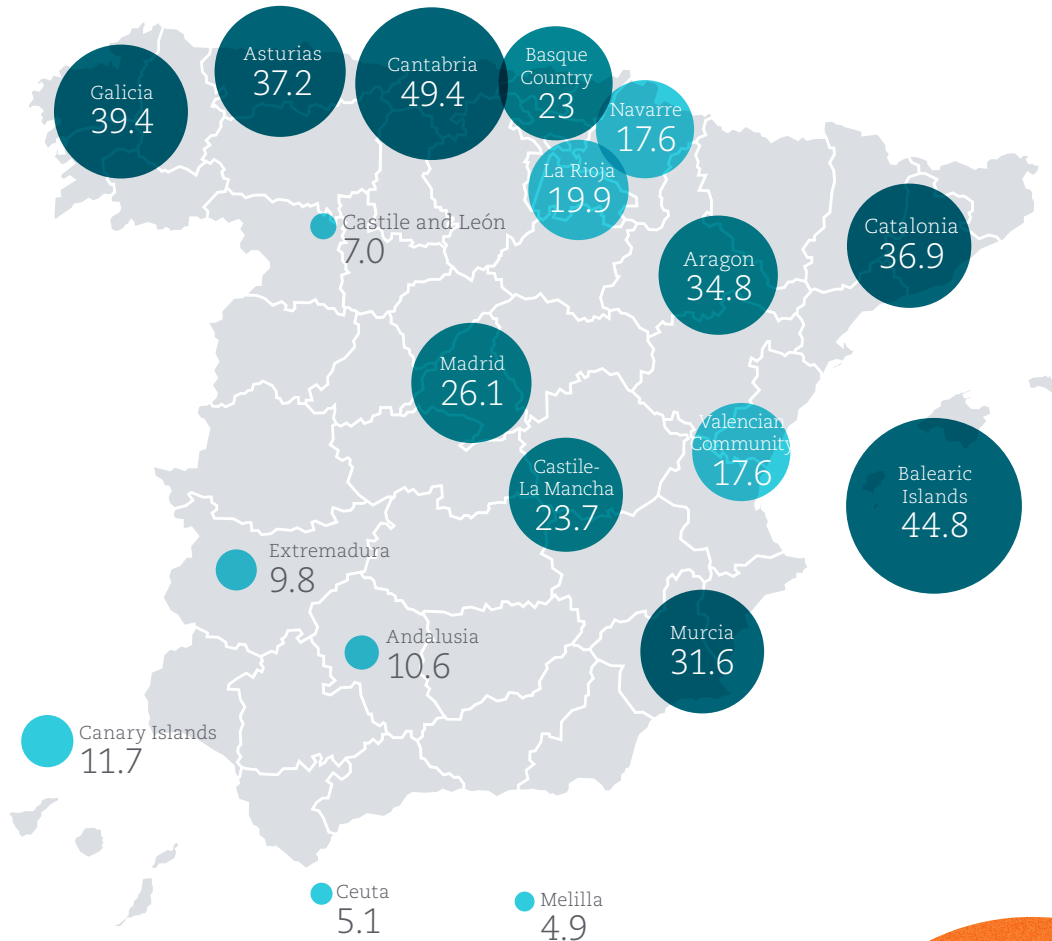 Asturias
37.2
Cantabria
49.4
Basque
Country
23
Galicia
39.4
Navarre
17.6
La Rioja
19.9
Castile and León
7.0
Catalonia
36.9
Aragon
34.8
Madrid
26.1
Valencian
Community
17.6
Castile-
La Mancha
23.7
Balearic
Islands
44.8
Extremadura
9.8
Andalusia
10.6
Murcia
31.6
Canary Islands
11.7
Ceuta
5.1
Melilla
4.9